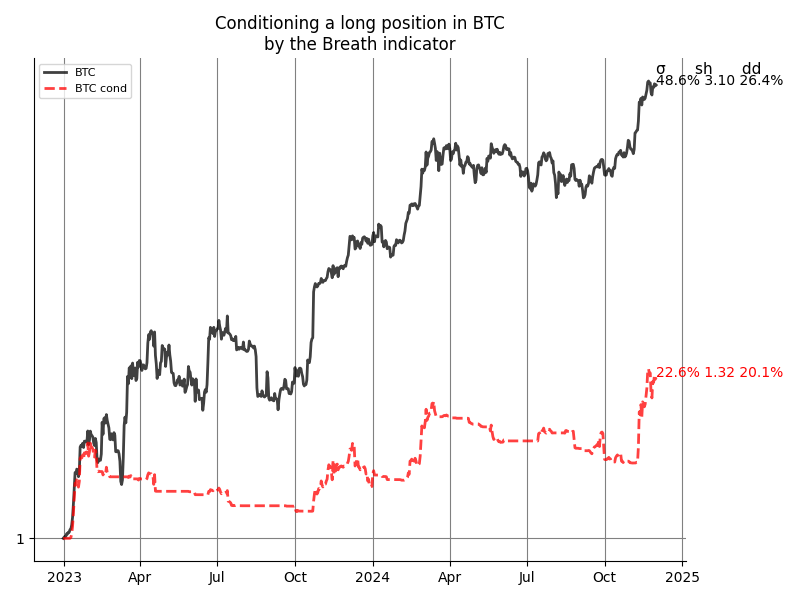 Conditioning a long position in BTC
by the Breath indicator
BTC
BTC cond
σ sh dd
48.6% 3.10 26.4%
22.6% 1.32 20.1%
1
2023 Apr Jul Oct 2024 Apr Jul Oct 2025